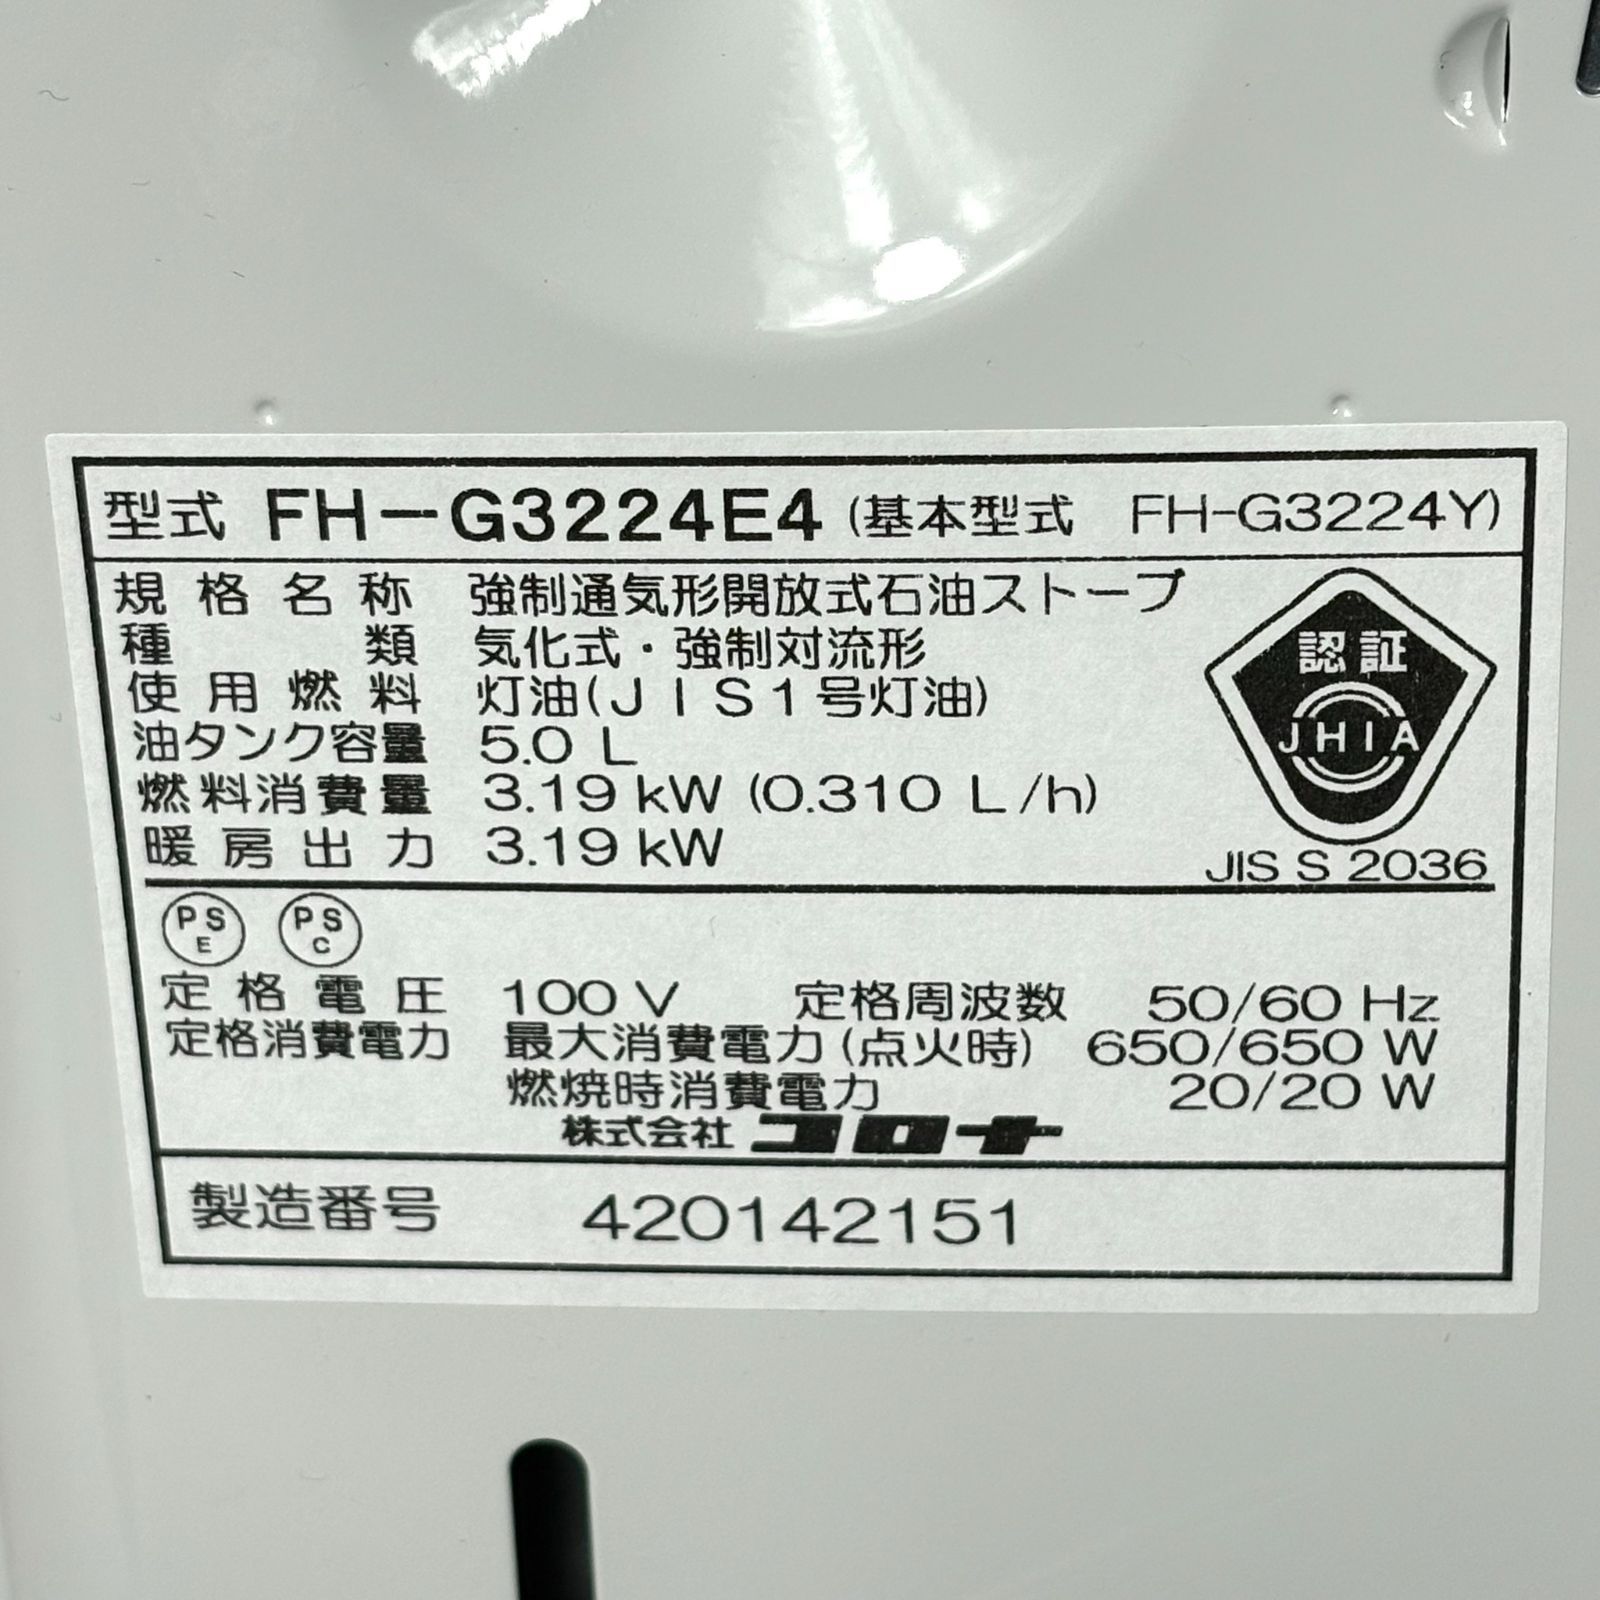 型式 FH-G3224E4 (基本型式 FH-G3224Y)
規格名称 強制通気形開放式石油ストーブ
種類 気化式・強制対流形
使用燃料 灯油(JIS1号灯油)
油タンク容量 5.0 L
燃料消費量 3.19 kW (0.310 L/h)
暖房出力 3.19 kW
認証
JHIA
JIS S 2036
PS E PS C
定格電圧 100 V 定格周波数 50/60 Hz
定格消費電力 最大消費電力(点火時) 650/650 W
燃焼時消費電力 20/20 W
株式会社 コロナ
製造番号 420142151